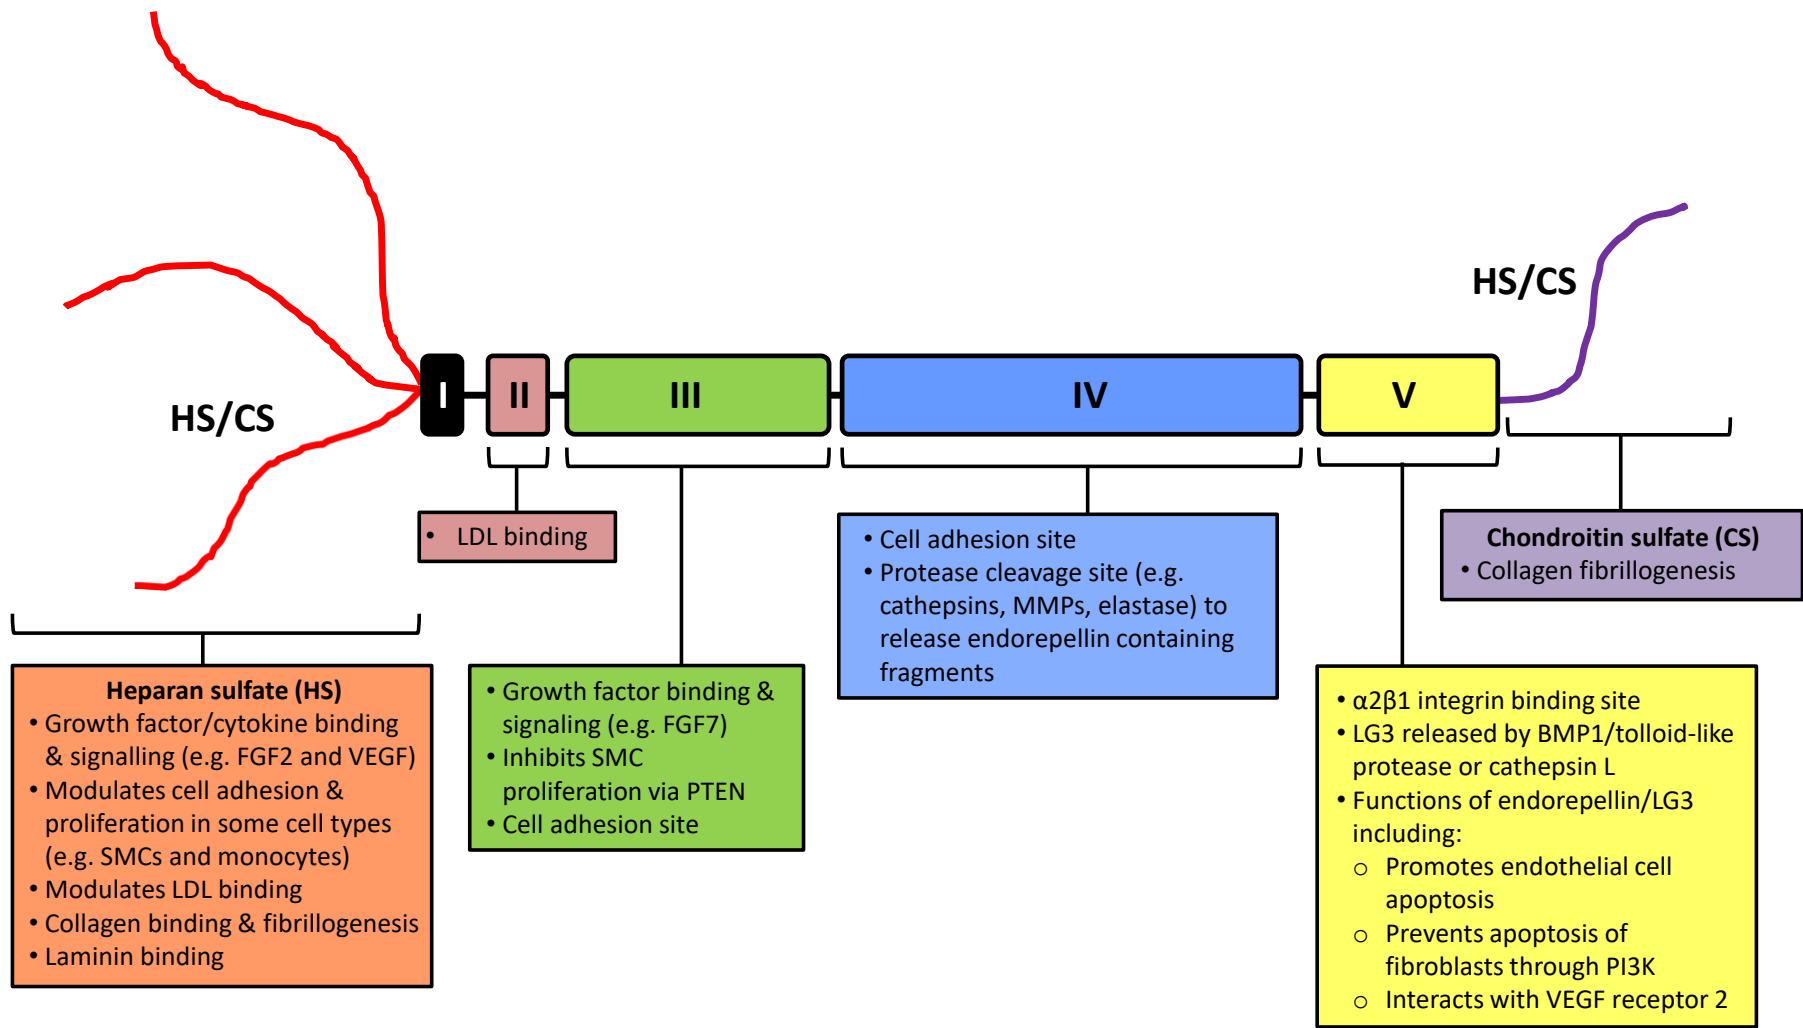 HS/CS
HS/CS
I
II
III
IV
V
• LDL binding
• Cell adhesion site
• Protease cleavage site (e.g.
cathepsins, MMPs, elastase) to
release endorepellin containing
fragments
Chondroitin sulfate (CS)
• Collagen fibrillogenesis
Heparan sulfate (HS)
• Growth factor/cytokine binding
& signalling (e.g. FGF2 and VEGF)
• Modulates cell adhesion &
proliferation in some cell types
(e.g. SMCs and monocytes)
• Modulates LDL binding
• Collagen binding & fibrillogenesis
• Laminin binding
• Growth factor binding &
signaling (e.g. FGF7)
• Inhibits SMC
proliferation via PTEN
• Cell adhesion site
• α2β1 integrin binding site
• LG3 released by BMP1/tolloid-like
protease or cathepsin L
• Functions of endorepellin/LG3
including:
o Promotes endothelial cell
apoptosis
o Prevents apoptosis of
fibroblasts through PI3K
o Interacts with VEGF receptor 2